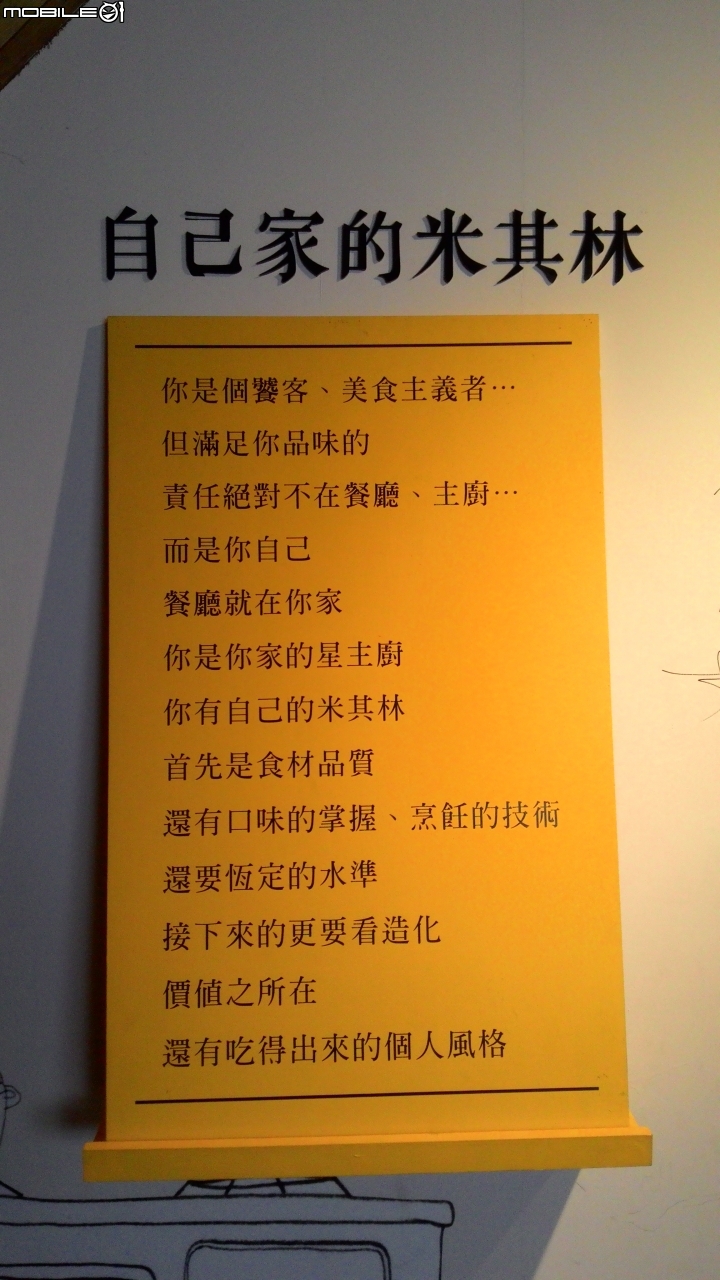 MOBILE01
自己家的米其林
你是個饕客、美食主義者…
但滿足你品味的
責任絕對不在餐廳、主廚…
而是你自己
餐廳就在你家
你是你家的星主廚
你有自己的米其林
首先是食材品質
還有口味的掌握、烹飪的技術
還要恆定的水準
接下來的更要看造化
價值之所在
還有吃得出來的個人風格